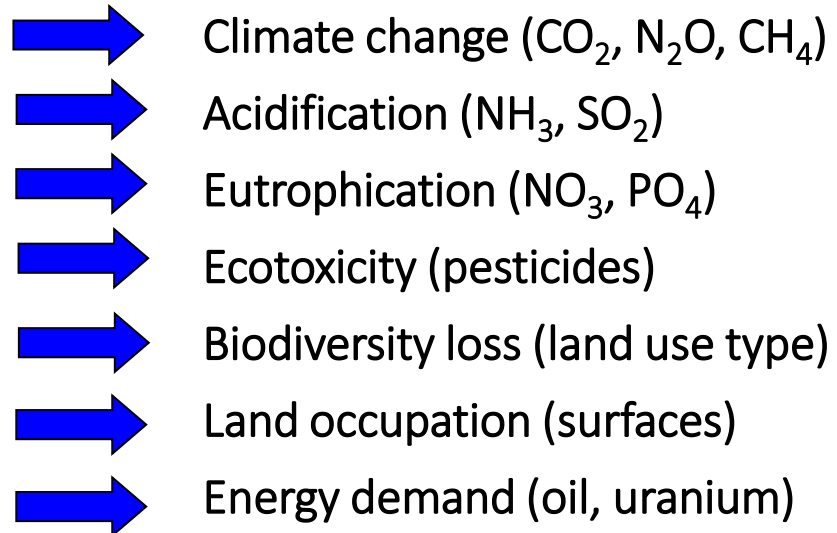 Climate change (CO₂, N₂O, CH₄)
Acidification (NH₃, SO₂)
Eutrophication (NO₃, PO₄)
Ecotoxicity (pesticides)
Biodiversity loss (land use type)
Land occupation (surfaces)
Energy demand (oil, uranium)